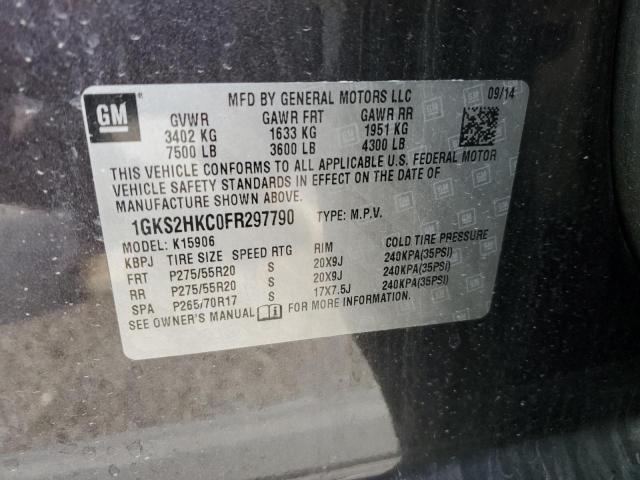 GM
MFD BY GENERAL MOTORS LLC 09/14
GVWR GAWR FRT GAWR RR
3402 KG 1633 KG 1951 KG
7500 LB 3600 LB 4300 LB
THIS VEHICLE CONFORMS TO ALL APPLICABLE U.S. FEDERAL MOTOR
VEHICLE SAFETY STANDARDS IN EFFECT ON THE DATE OF
MANUFACTURE SHOWN ABOVE.
1GKS2HKC0FR297790 TYPE: M.P.V.
MODEL: K15906
KBPJ TIRE SIZE SPEED RTG RIM COLD TIRE PRESSURE
FRT P275/55R20 S 20X9J 240KPA(35PSI)
RR P275/55R20 S 20X9J 240KPA(35PSI)
SPA P265/70R17 S 17X7.5J 240KPA(35PSI)
SEE OWNER'S MANUAL i FOR MORE INFORMATION.